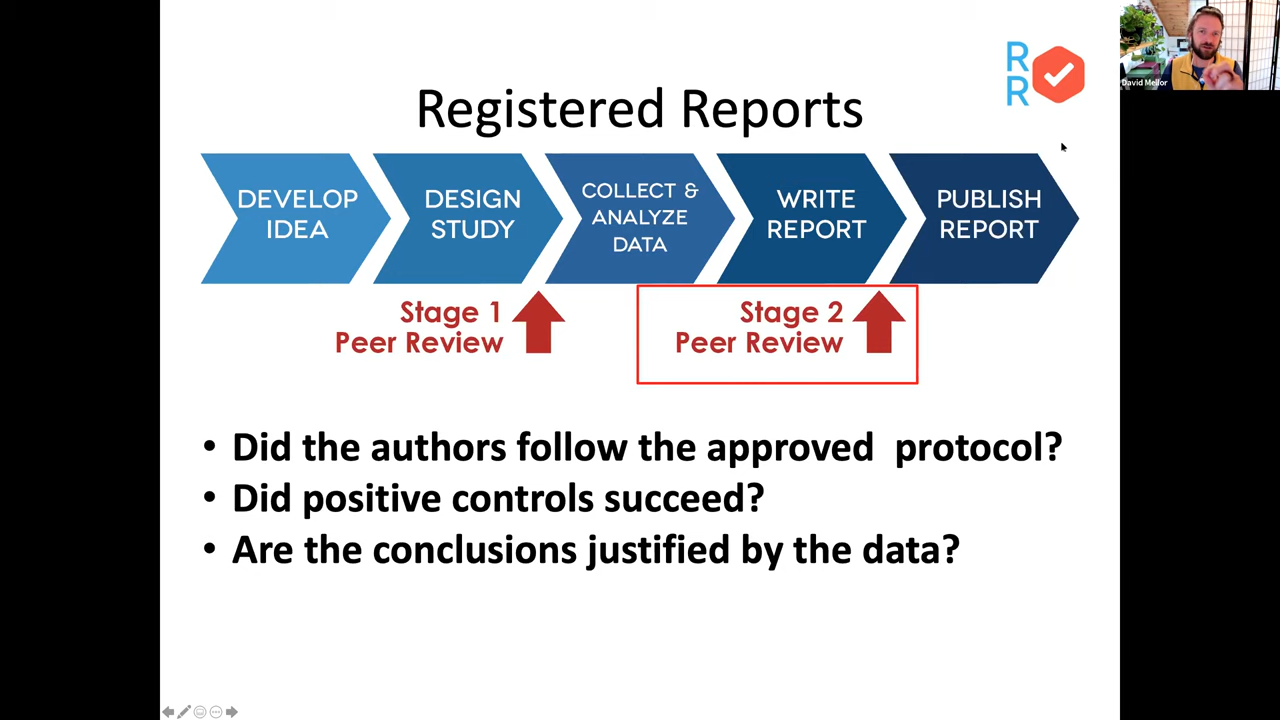 R
R
David Mellor
Registered Reports
DEVELOP
IDEA
DESIGN
STUDY
COLLECT &
ANALYZE
DATA
WRITE
REPORT
PUBLISH
REPORT
Stage 1
Peer Review
Stage 2
Peer Review
• Did the authors follow the approved  protocol?
• Did positive controls succeed?
• Are the conclusions justified by the data?